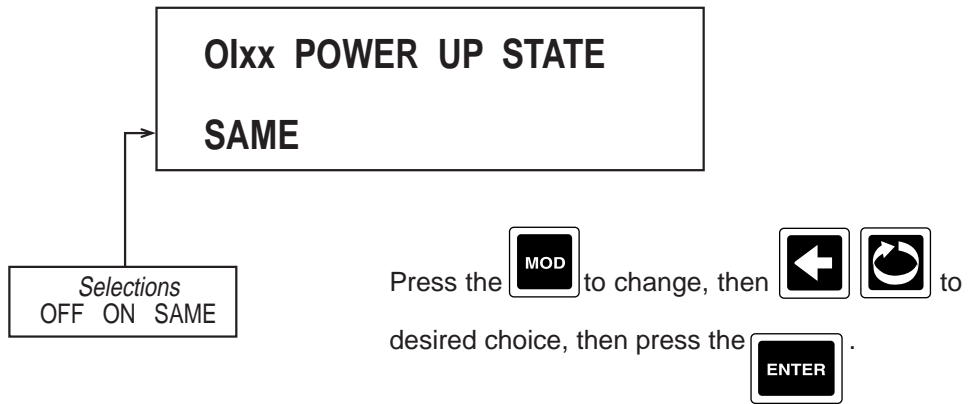 OIxx POWER UP STATE
SAME
Selections
OFF ON SAME
Press the MOD to change, then to
desired choice, then press the ENTER .